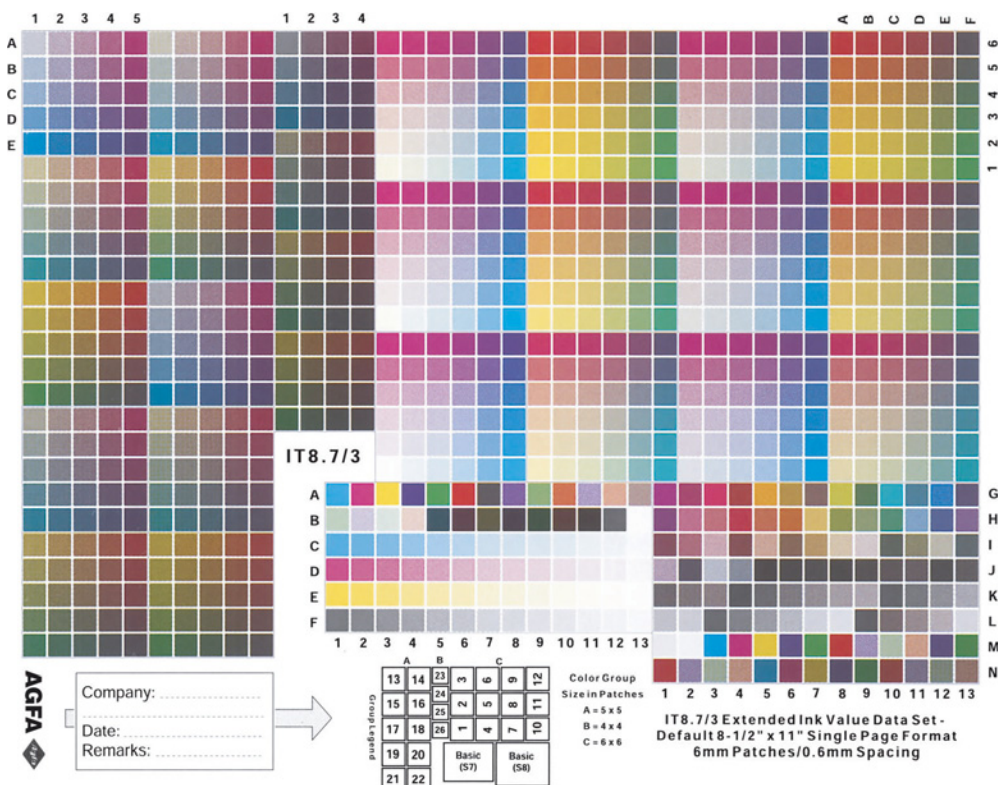 1 2 3 4 5
1 2 3 4
A B C D E F
A
B
C
D
E
6
5
4
3
2
1
IT8.7/3
A
B
C
D
E
F
1 2 3 4 5 6 7 8 9 10 11 12 13
G
H
I
J
K
L
M
N
1 2 3 4 5 6 7 8 9 10 11 12 13
AGFA
Company:
Date:
Remarks:
Group Legend
A B C
13 14 23 3 6 9 12
24
15 16 2 5 8 11
25
17 18 26 1 4 7 10
19 20
21 22
Basic
(S7)
Basic
(S8)
Color Group
Size in Patches
A = 5 x 5
B = 4 x 4
C = 6 x 6
IT8.7/3 Extended Ink Value Data Set -
Default 8-1/2" x 11" Single Page Format
6mm Patches/0.6mm Spacing